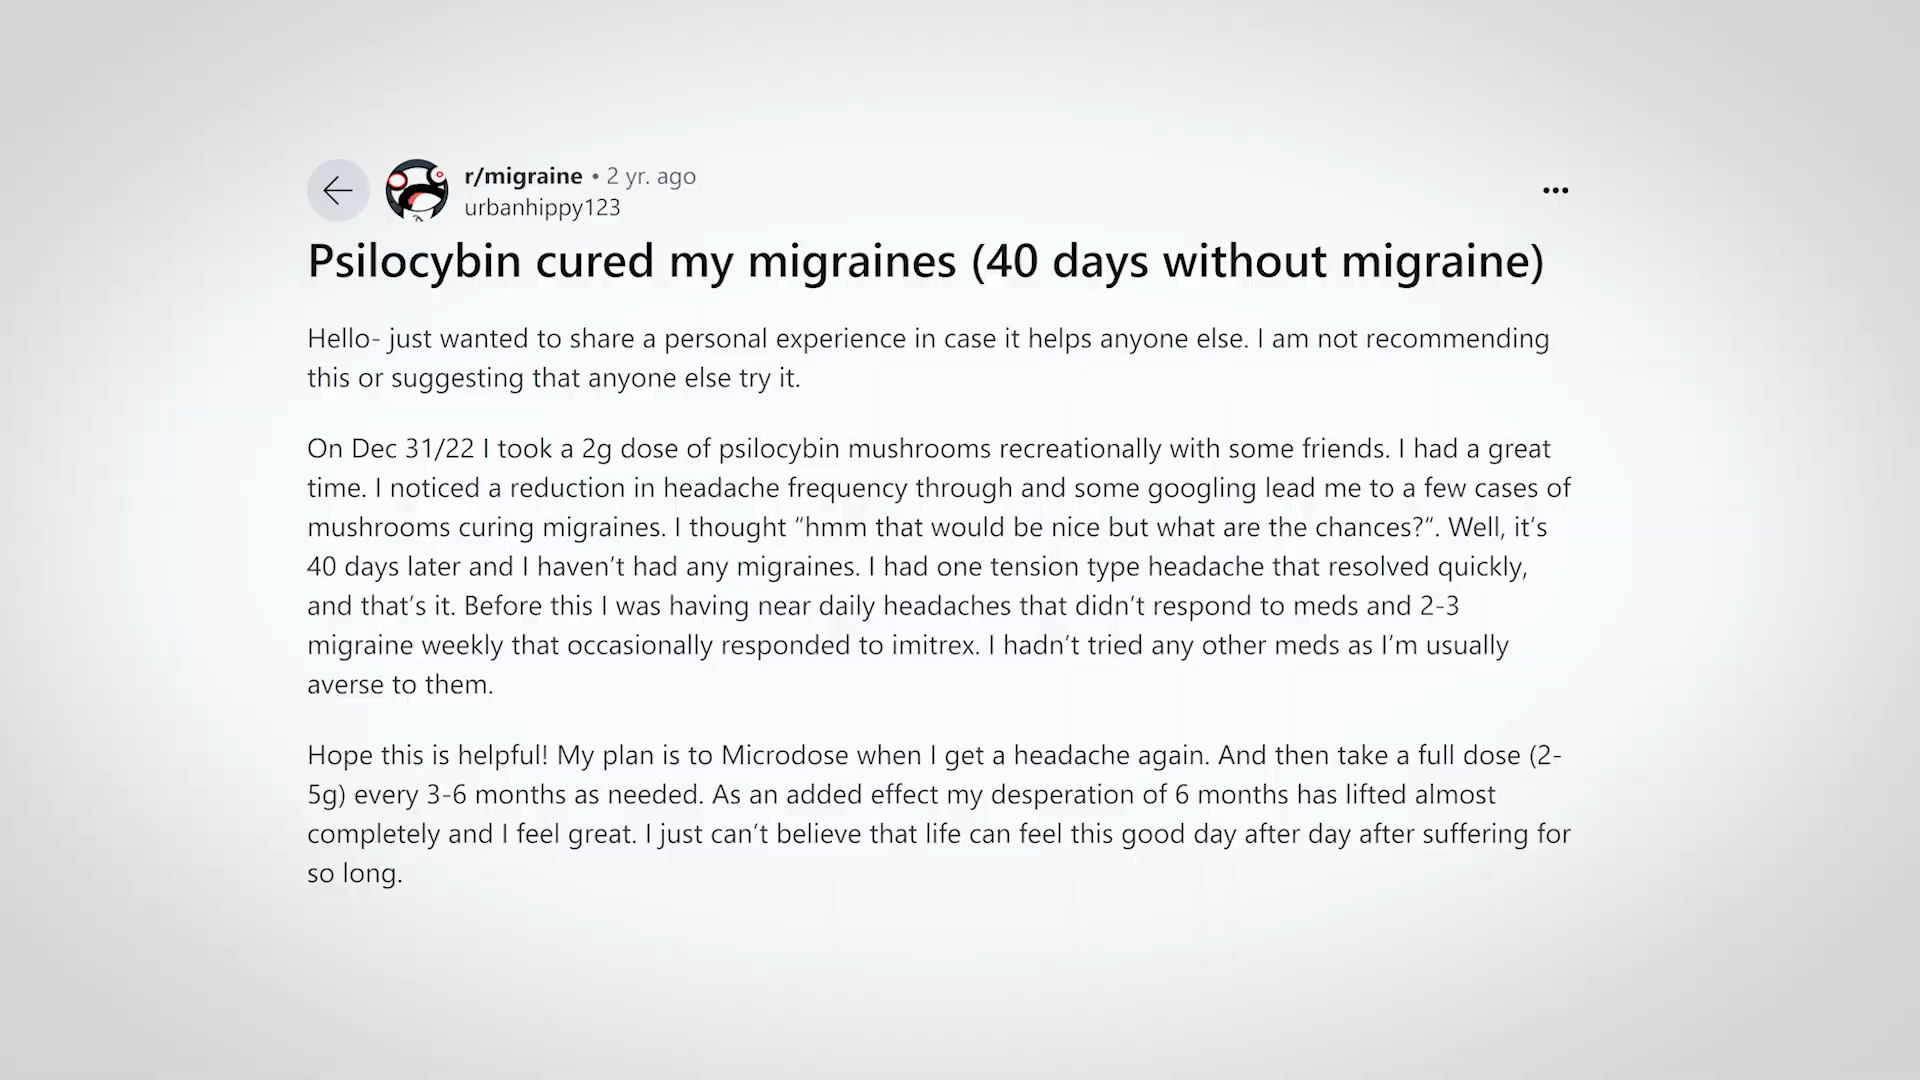 r/migraine • 2 yr. ago
urbanhippy123
Psilocybin cured my migraines (40 days without migraine)
Hello- just wanted to share a personal experience in case it helps anyone else. I am not recommending
this or suggesting that anyone else try it.
On Dec 31/22 I took a 2g dose of psilocybin mushrooms recreationally with some friends. I had a great
time. I noticed a reduction in headache frequency through and some googling lead me to a few cases of
mushrooms curing migraines. I thought “hmm that would be nice but what are the chances?”. Well, it’s
40 days later and I haven’t had any migraines. I had one tension type headache that resolved quickly,
and that’s it. Before this I was having near daily headaches that didn’t respond to meds and 2-3
migraine weekly that occasionally responded to imitrex. I hadn’t tried any other meds as I’m usually
averse to them.
Hope this is helpful! My plan is to Microdose when I get a headache again. And then take a full dose (2-
5g) every 3-6 months as needed. As an added effect my desperation of 6 months has lifted almost
completely and I feel great. I just can’t believe that life can feel this good day after day after suffering for
so long.